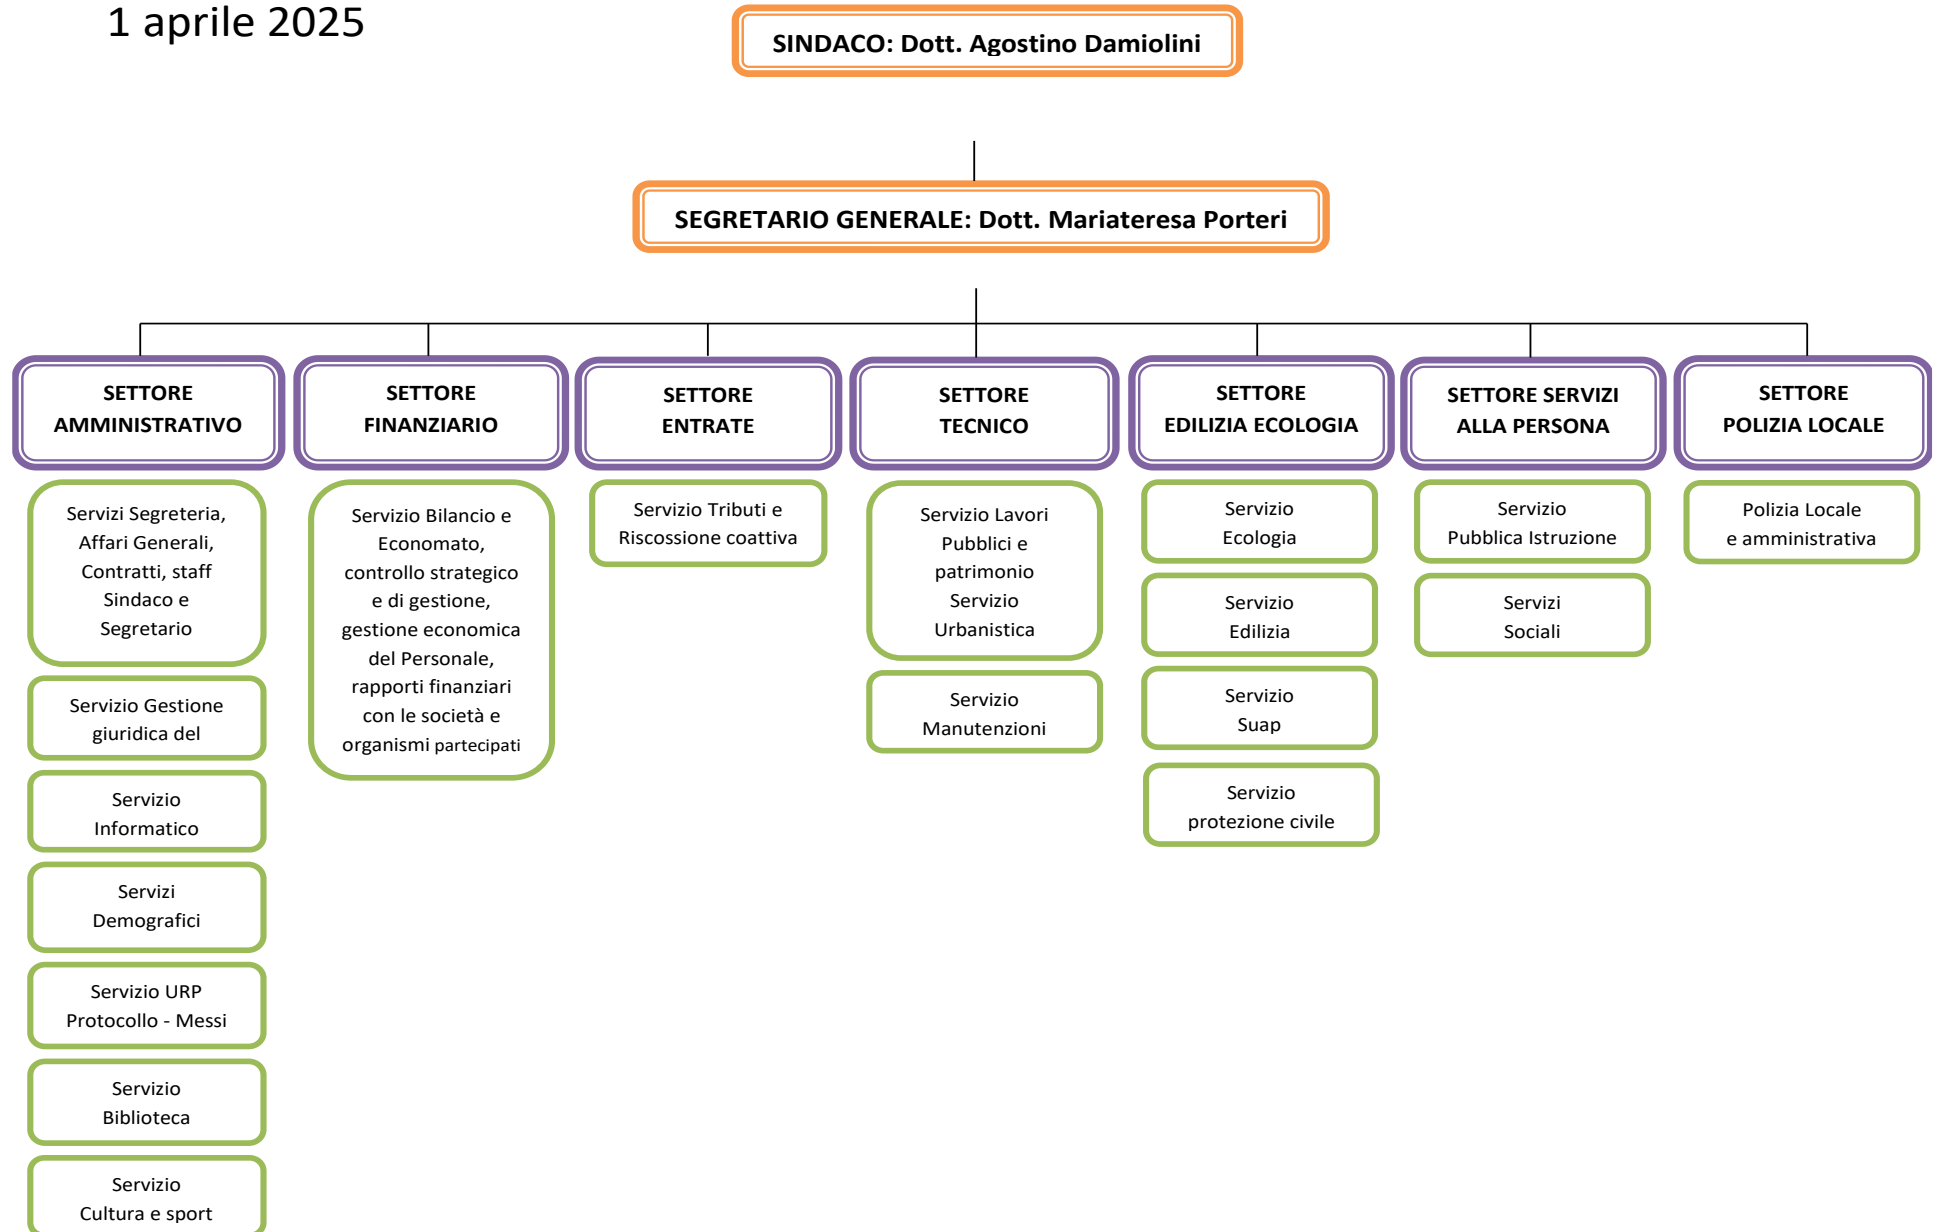 1 aprile 2025
SINDACO: Dott. Agostino Damiolini
SEGRETARIO GENERALE: Dott. Mariateresa Porteri
SETTORE
AMMINISTRATIVO
Servizi Segreteria,
Affari Generali,
Contratti, staff
Sindaco e
Segretario
Servizio Gestione
giuridica del
Servizio
Informatico
Servizi
Demografici
Servizio URP
Protocollo - Messi
Servizio
Biblioteca
Servizio
Cultura e sport
SETTORE
FINANZIARIO
Servizio Bilancio e
Economato,
controllo strategico
e di gestione,
gestione economica
del Personale,
rapporti finanziari
con le società e
organismi partecipati
SETTORE
ENTRATE
Servizio Tributi e
Riscossione coattiva
SETTORE
TECNICO
Servizio Lavori
Pubblici e
patrimonio
Servizio
Urbanistica
Servizio
Manutenzioni
SETTORE
EDILIZIA ECOLOGIA
Servizio
Ecologia
Servizio
Edilizia
Servizio
Suap
Servizio
protezione civile
SETTORE SERVIZI
ALLA PERSONA
Servizio
Pubblica Istruzione
Servizi
Sociali
SETTORE
POLIZIA LOCALE
Polizia Locale
e amministrativa